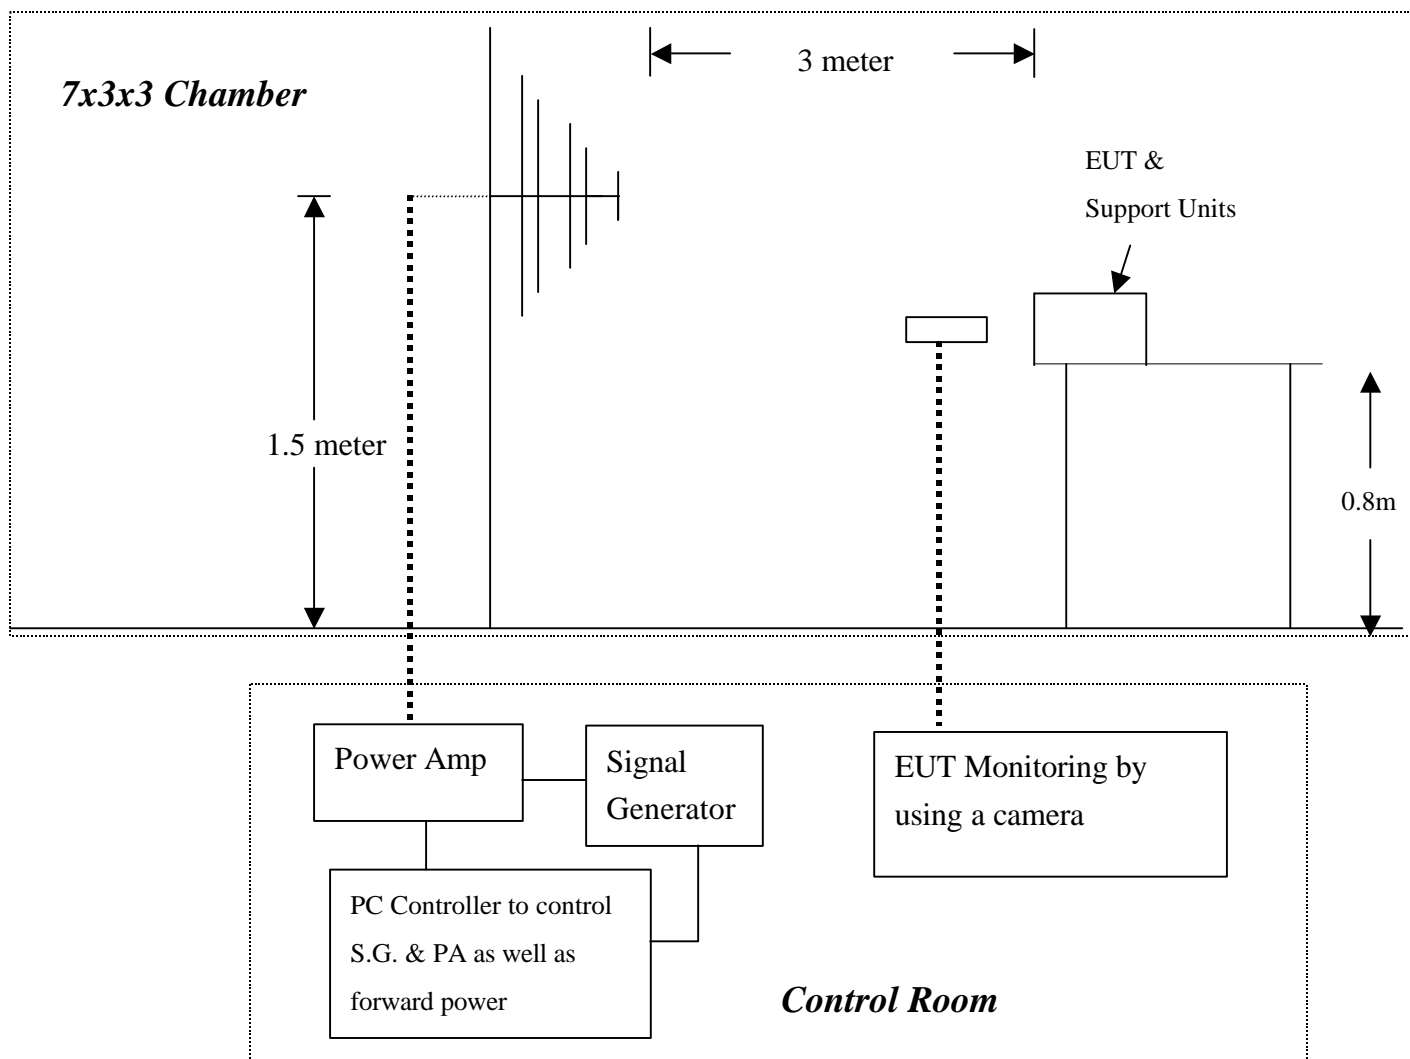 3 meter
7x3x3 Chamber
EUT &
Support Units
1.5 meter
0.8m
Power Amp
Signal
Generator
EUT Monitoring by
using a camera
PC Controller to control
S.G. & PA as well as
forward power
Control Room